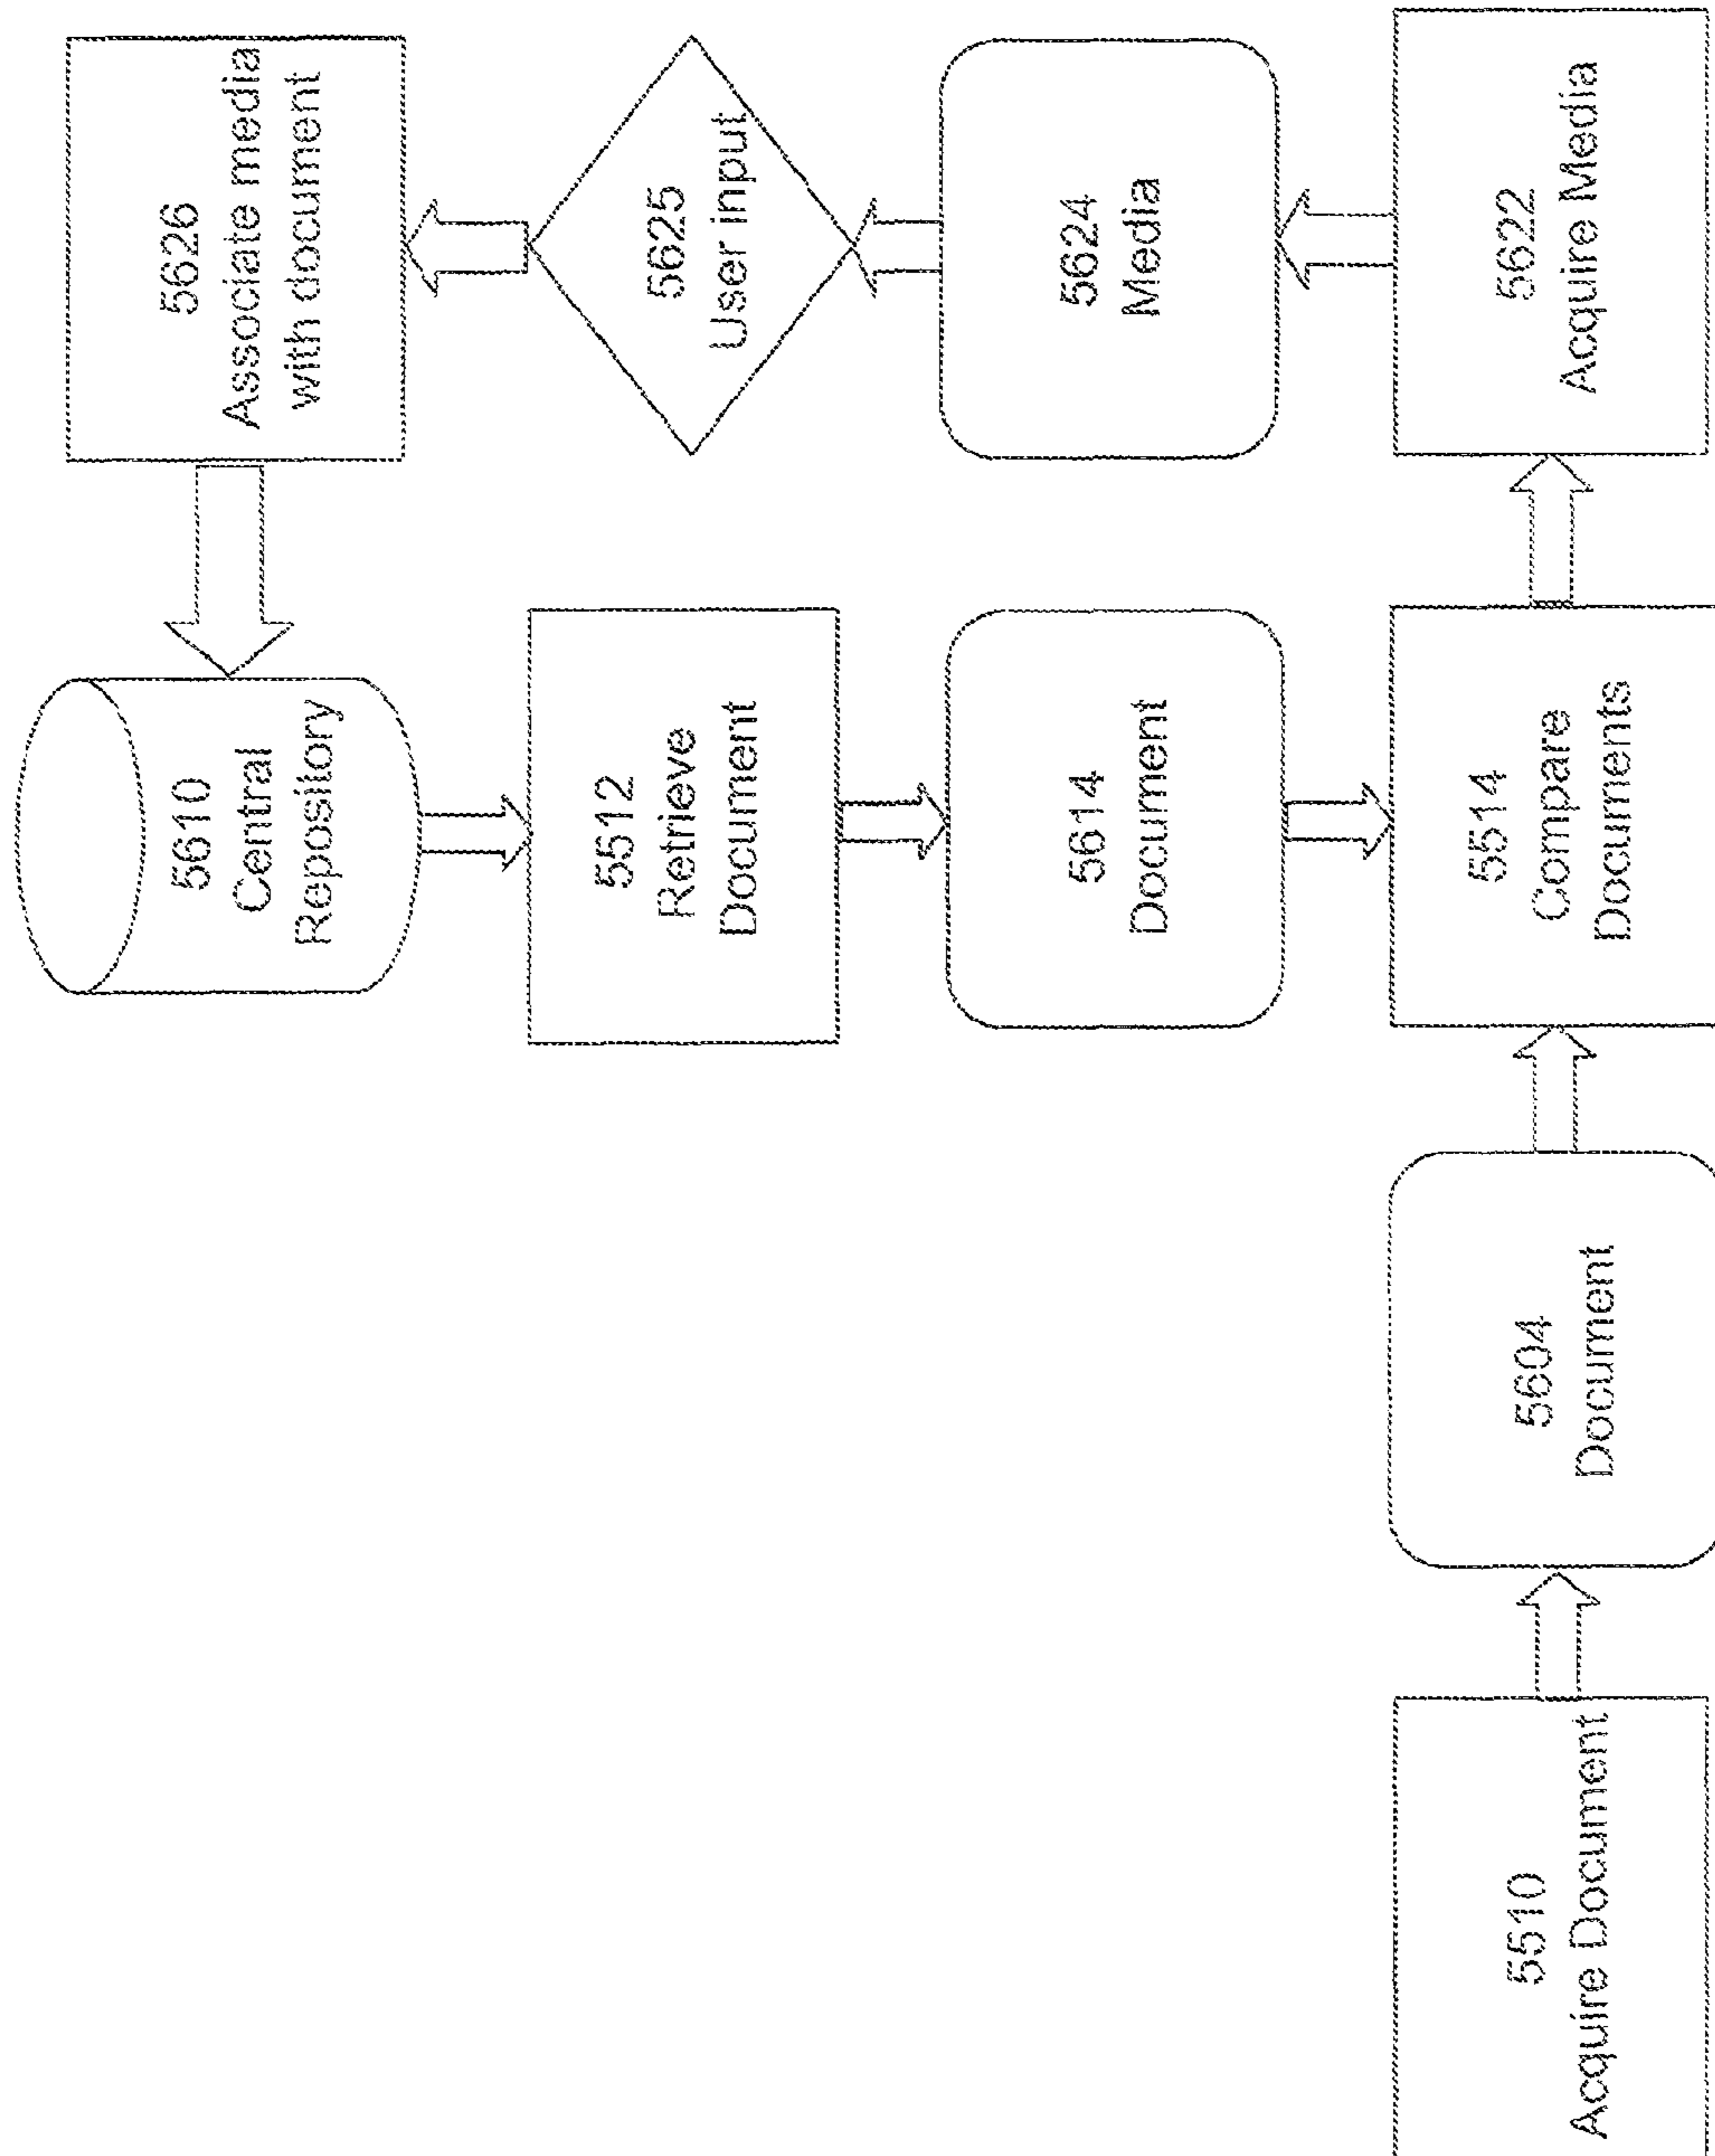 5510
Acquire Document
5604
Document
5514
Compare
Documents
5622
Acquire Media
5614
Document
5624
Media
5512
Retrieve
Document
5625
User input
5610
Central
Repository
5626
Associate media
with document